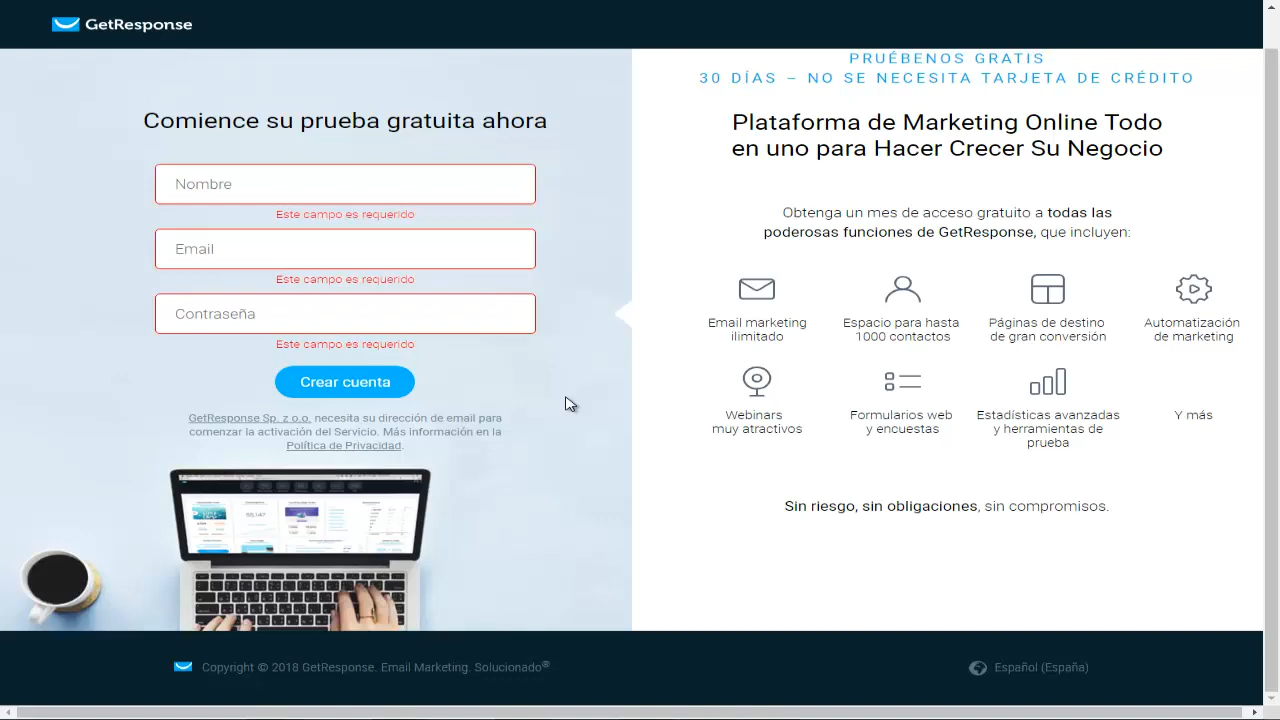 GetResponse
Comience su prueba gratuita ahora
Nombre
Este campo es requerido
Email
Este campo es requerido
Contraseña
Este campo es requerido
Crear cuenta
GetResponse Sp. z o.o. necesita su dirección de email para
comenzar la activación del Servicio. Más información en la
Política de Privacidad.
PRUÉBENOS GRATIS
30 DÍAS – NO SE NECESITA TARJETA DE CRÉDITO
Plataforma de Marketing Online Todo
en uno para Hacer Crecer Su Negocio
Obtenga un mes de acceso gratuito a todas las
poderosas funciones de GetResponse, que incluyen:
Email marketing
ilimitado
Espacio para hasta
1000 contactos
Páginas de destino
de gran conversión
Automatización
de marketing
Webinars
muy atractivos
Formularios web
y encuestas
Estadísticas avanzadas
y herramientas de
prueba
Y más
Sin riesgo, sin obligaciones, sin compromisos.
Copyright © 2018 GetResponse. Email Marketing. Solucionado®
Español (España)